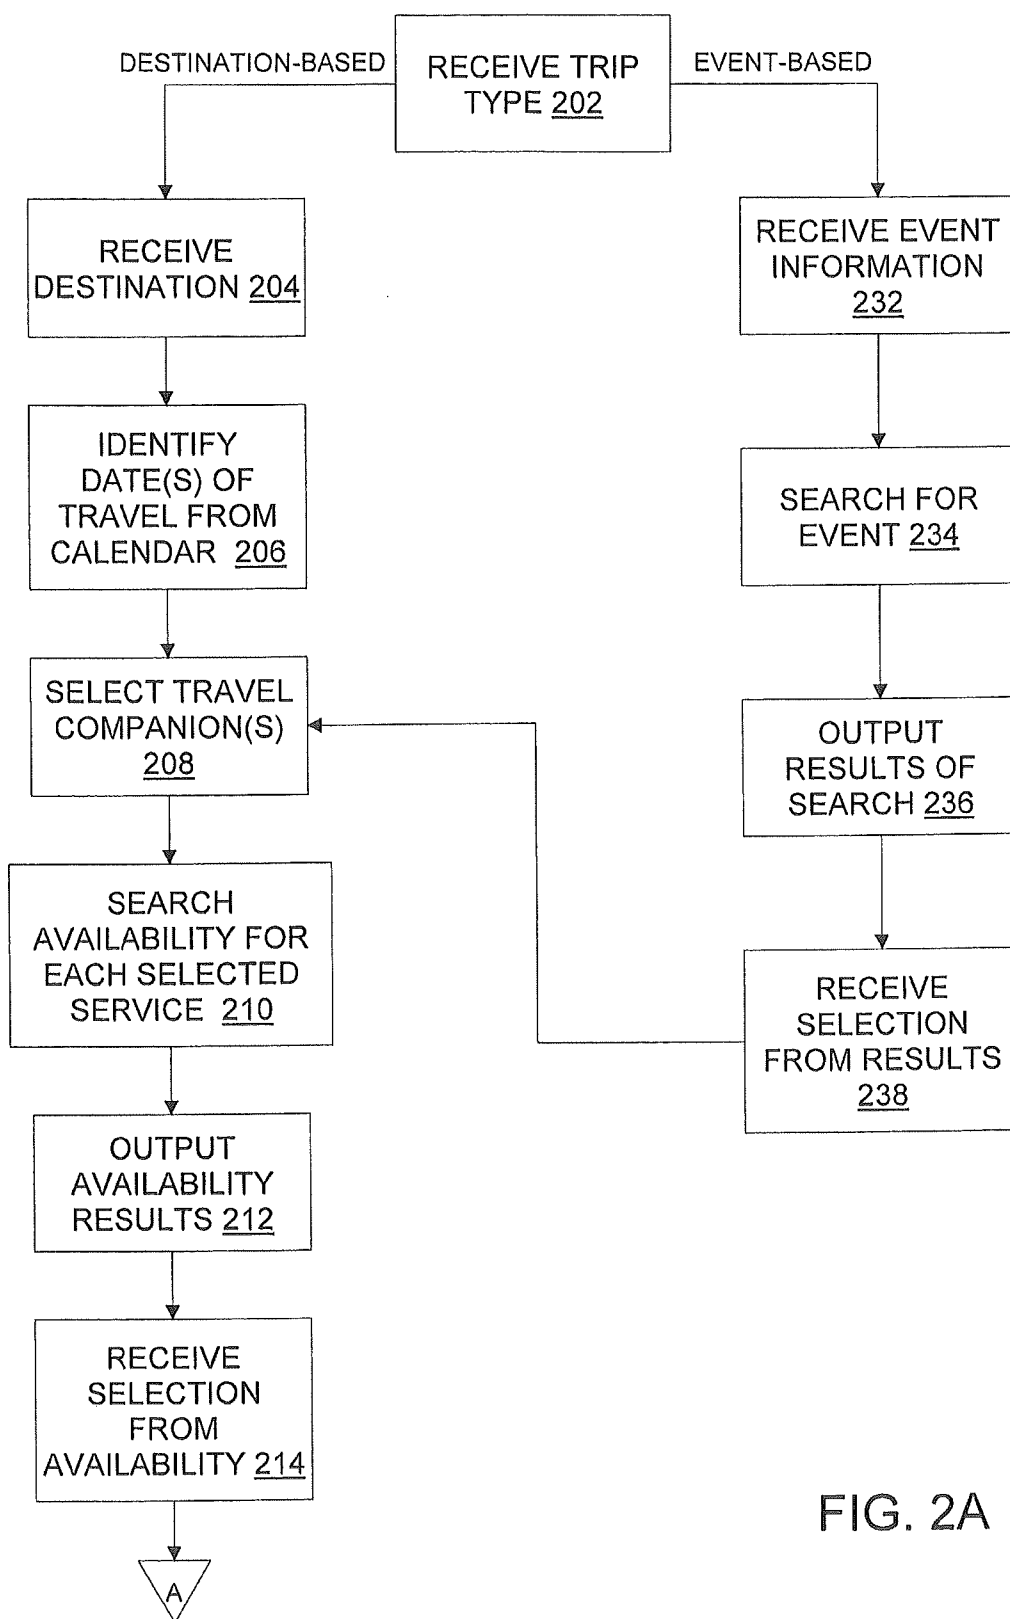 DESTINATION-BASED
RECEIVE TRIP
TYPE 202
EVENT-BASED
RECEIVE
DESTINATION 204
IDENTIFY
DATE(S) OF
TRAVEL FROM
CALENDAR 206
SELECT TRAVEL
COMPANION(S)
208
SEARCH
AVAILABILITY FOR
EACH SELECTED
SERVICE 210
OUTPUT
AVAILABILITY
RESULTS 212
RECEIVE
SELECTION
FROM
AVAILABILITY 214
A
RECEIVE EVENT
INFORMATION
232
SEARCH FOR
EVENT 234
OUTPUT
RESULTS OF
SEARCH 236
RECEIVE
SELECTION
FROM RESULTS
238
FIG. 2A